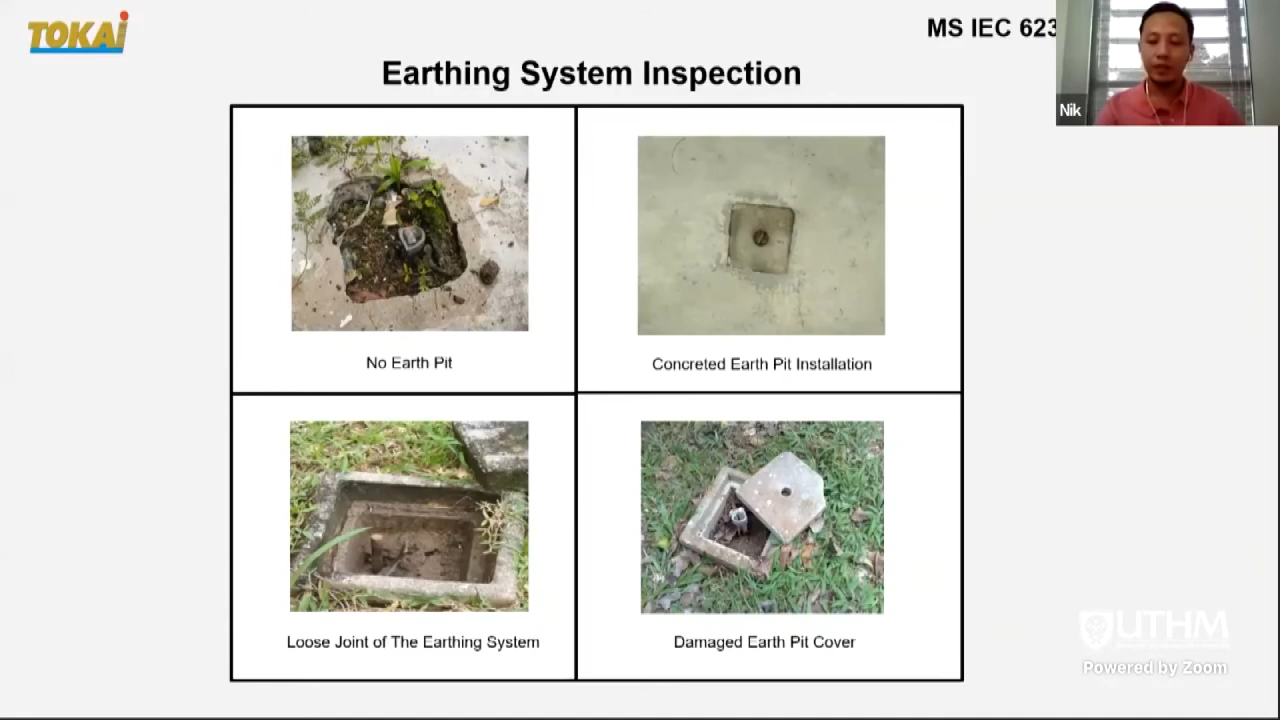 TOKAi
MS IEC 623
Nik
Earthing System Inspection
No Earth Pit
Concreted Earth Pit Installation
Loose Joint of The Earthing System
Damaged Earth Pit Cover
UTHM
Powered by Zoom